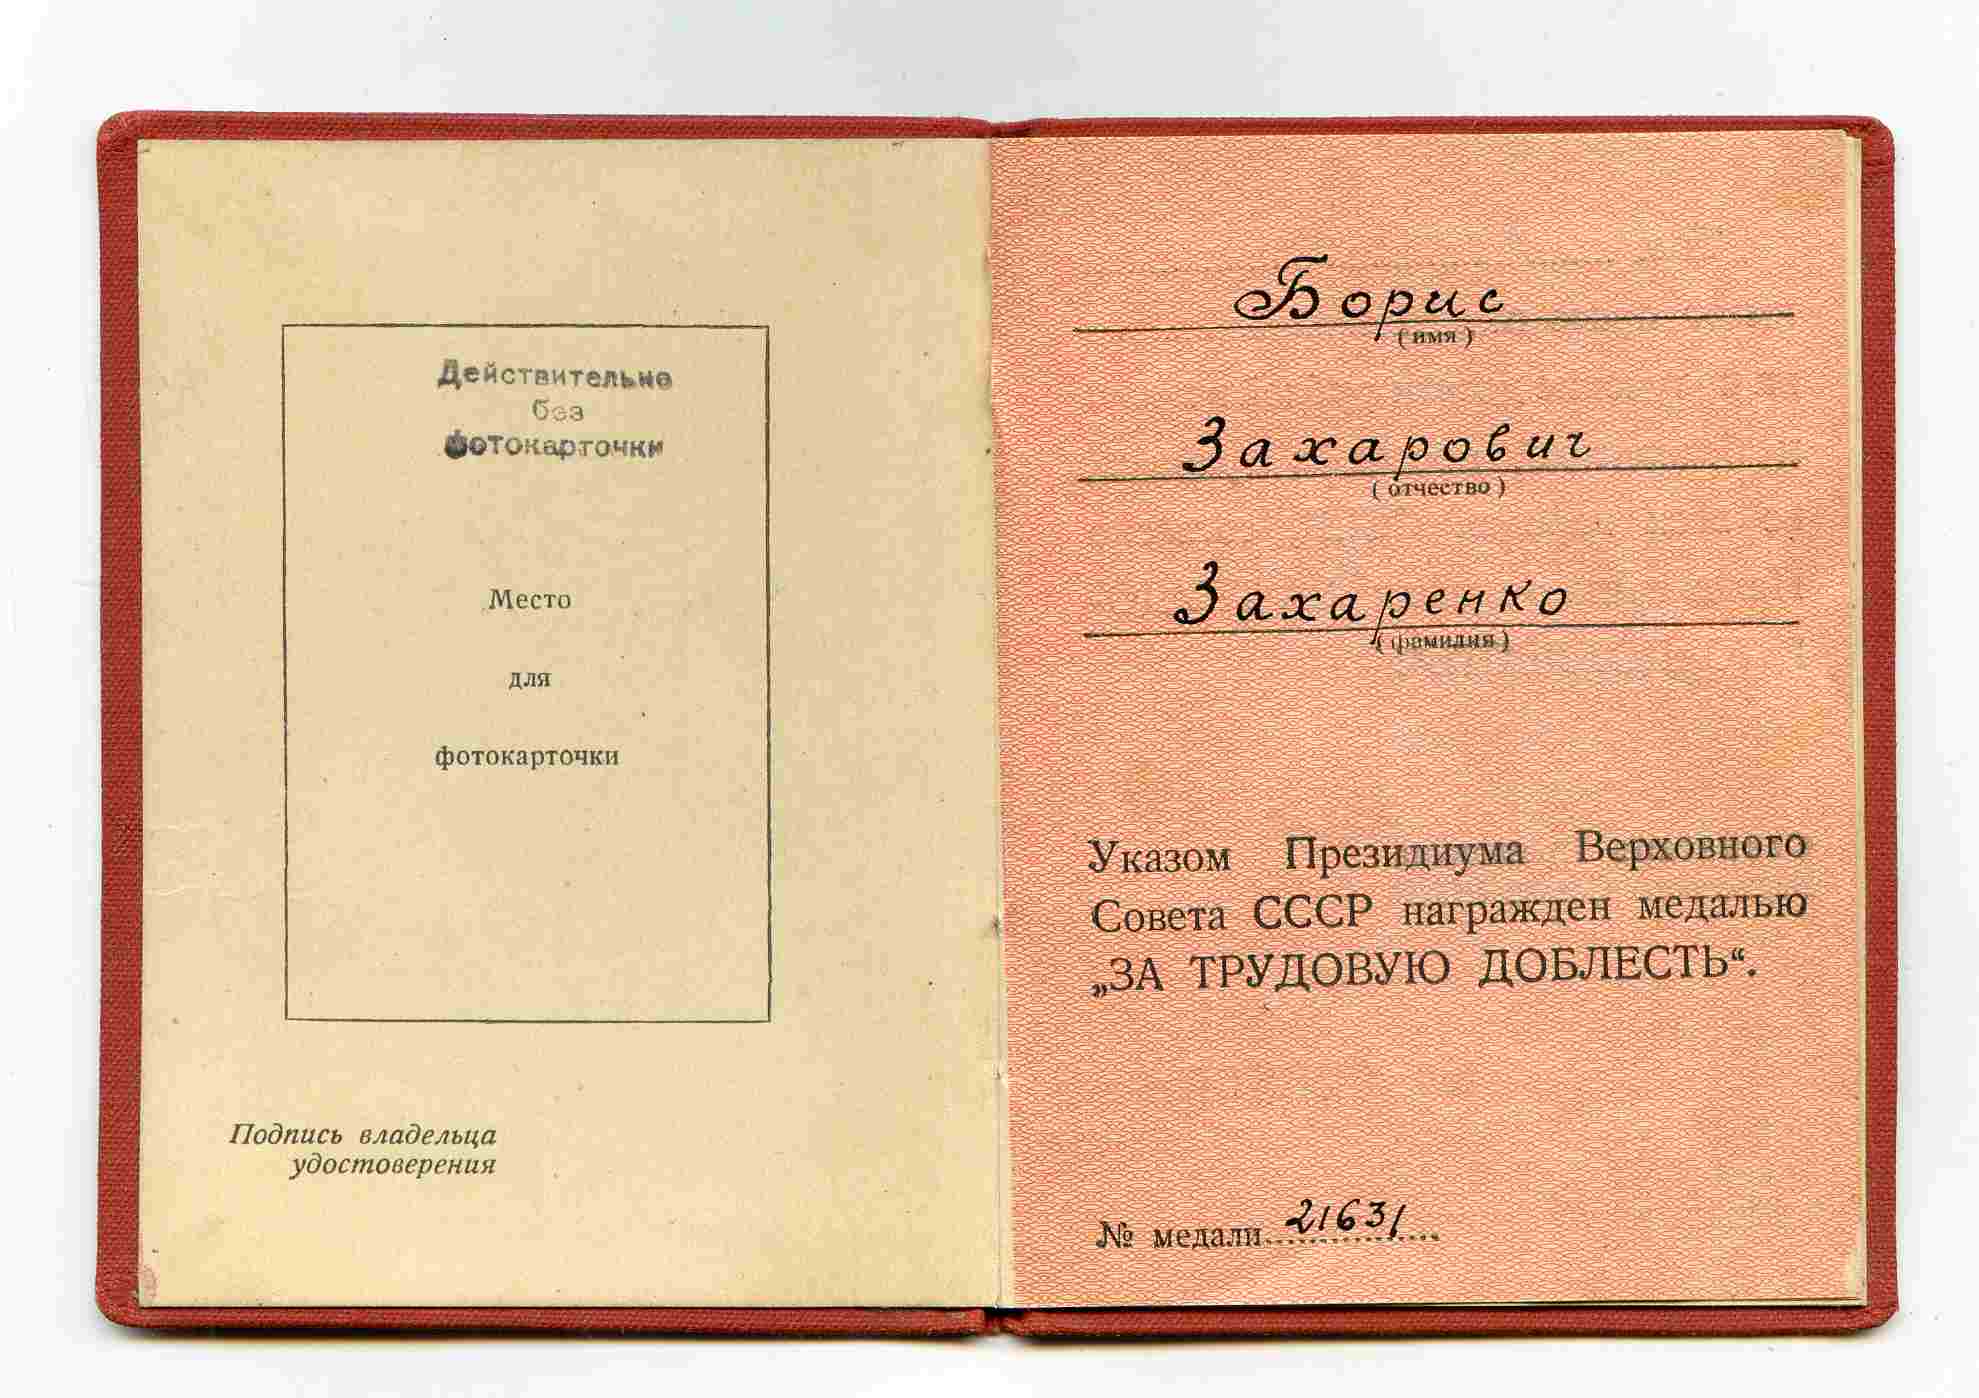 Действительно
без
фотокарточки
Место
для
фотокарточки
Подпись владельца
удостоверения
Борис
(имя)
Захарович
(отчество)
Захаренко
(фамилия)
Указом Президиума Верховного
Совета СССР награжден медалью
„ЗА ТРУДОВУЮ ДОБЛЕСТЬ“.
№ медали 21631